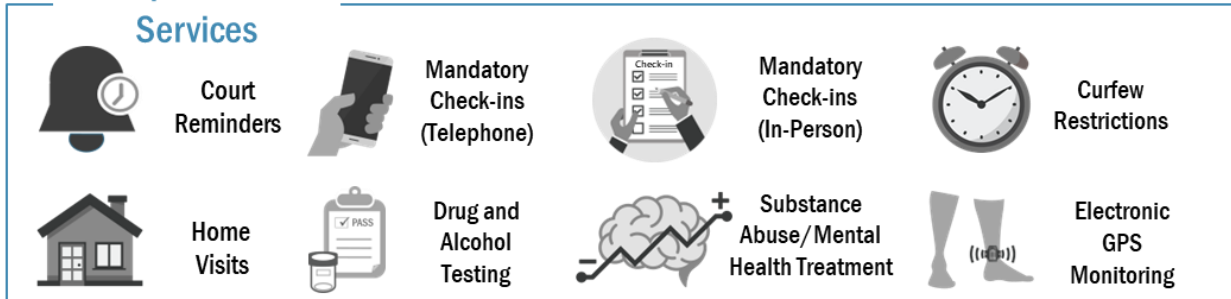 Services
Court
Reminders
Mandatory
Check-ins
(Telephone)
Check-in
Mandatory
Check-ins
(In-Person)
Curfew
Restrictions
Home
Visits
PASS
Drug and
Alcohol
Testing
Substance
Abuse/Mental
Health Treatment
Electronic
GPS
Monitoring